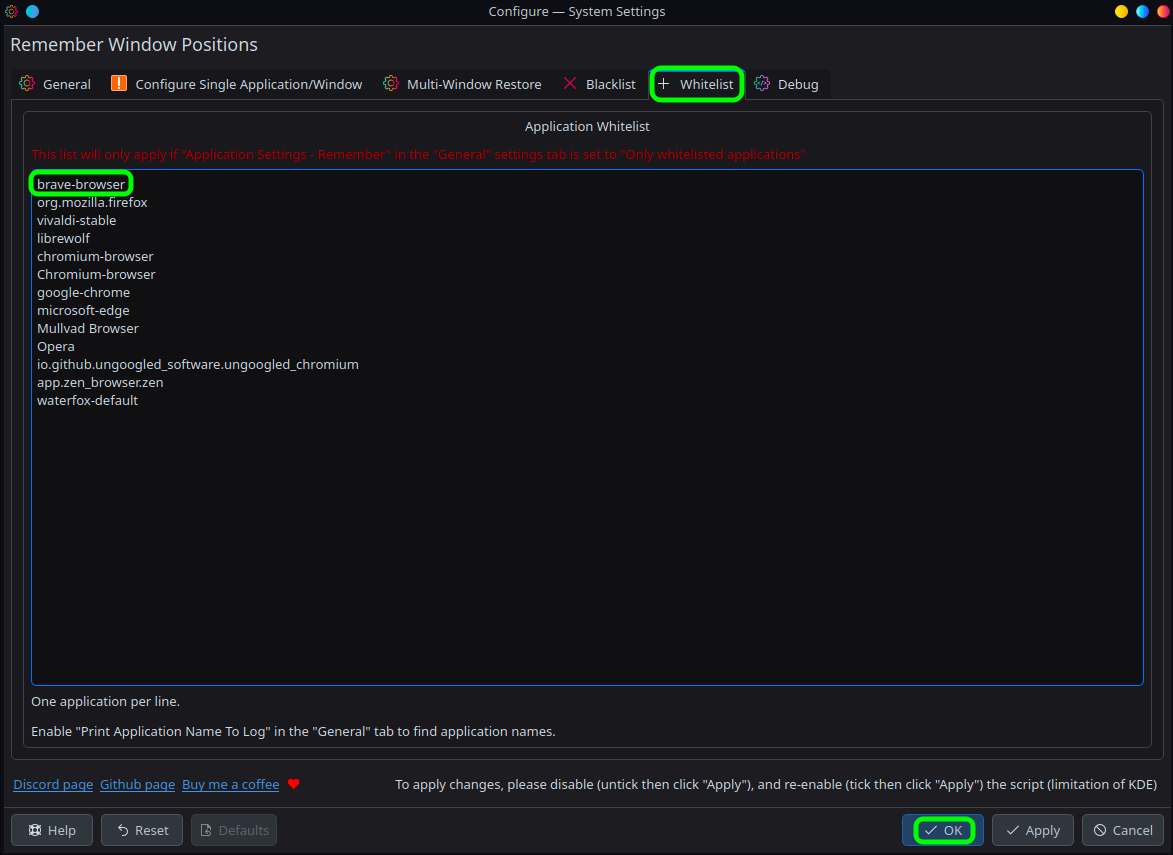 Configure — System Settings
Remember Window Positions
General
Configure Single Application/Window
Multi-Window Restore
Blacklist
Whitelist
Debug
Application Whitelist
This list will only apply if "Application Settings - Remember" in the "General" settings tab is set to "Only whitelisted applications"
brave-browser
org.mozilla.firefox
vivaldi-stable
librewolf
chromium-browser
Chromium-browser
google-chrome
microsoft-edge
Mullvad Browser
Opera
io.github.ungoogled_software.ungoogled_chromium
app.zen_browser.zen
waterfox-default
One application per line.
Enable "Print Application Name To Log" in the "General" tab to find application names.
Discord page Github page Buy me a coffee
To apply changes, please disable (untick then click "Apply"), and re-enable (tick then click "Apply") the script (limitation of KDE)
Help
Reset
Defaults
OK
Apply
Cancel